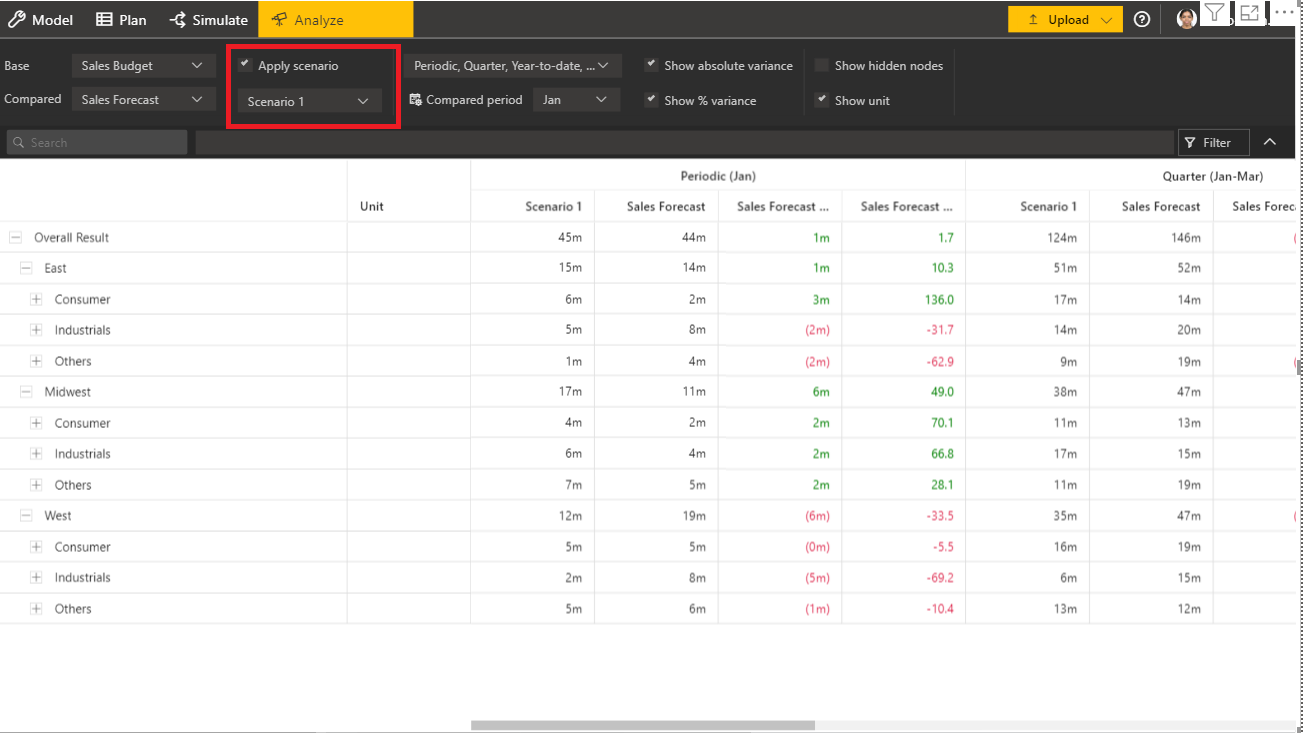 Model Plan Simulate Analyze Upload
Base Sales Budget Apply scenario Periodic, Quarter, Year-to-date, ... Show absolute variance Show hidden nodes
Compared Sales Forecast Scenario 1 Compared period Jan Show % variance Show unit
Search Filter
Periodic (Jan) Quarter (Jan-Mar)
Unit Scenario 1 Sales Forecast Sales Forecast ... Sales Forecast ... Scenario 1 Sales Forecast Sales
Overall Result 45m 44m 1m 1.7 124m 146m
East 15m 14m 1m 10.3 51m 52m
Consumer 6m 2m 3m 136.0 17m 14m
Industrials 5m 8m (2m) -31.7 14m 20m
Others 1m 4m (2m) -62.9 9m 19m
Midwest 17m 11m 6m 49.0 38m 47m
Consumer 4m 2m 2m 70.1 11m 13m
Industrials 6m 4m 2m 66.8 17m 15m
Others 7m 5m 2m 28.1 11m 19m
West 12m 19m (6m) -33.5 35m 47m
Consumer 5m 5m (0m) -5.5 16m 19m
Industrials 2m 8m (5m) -69.2 6m 15m
Others 5m 6m (1m) -10.4 13m 12m